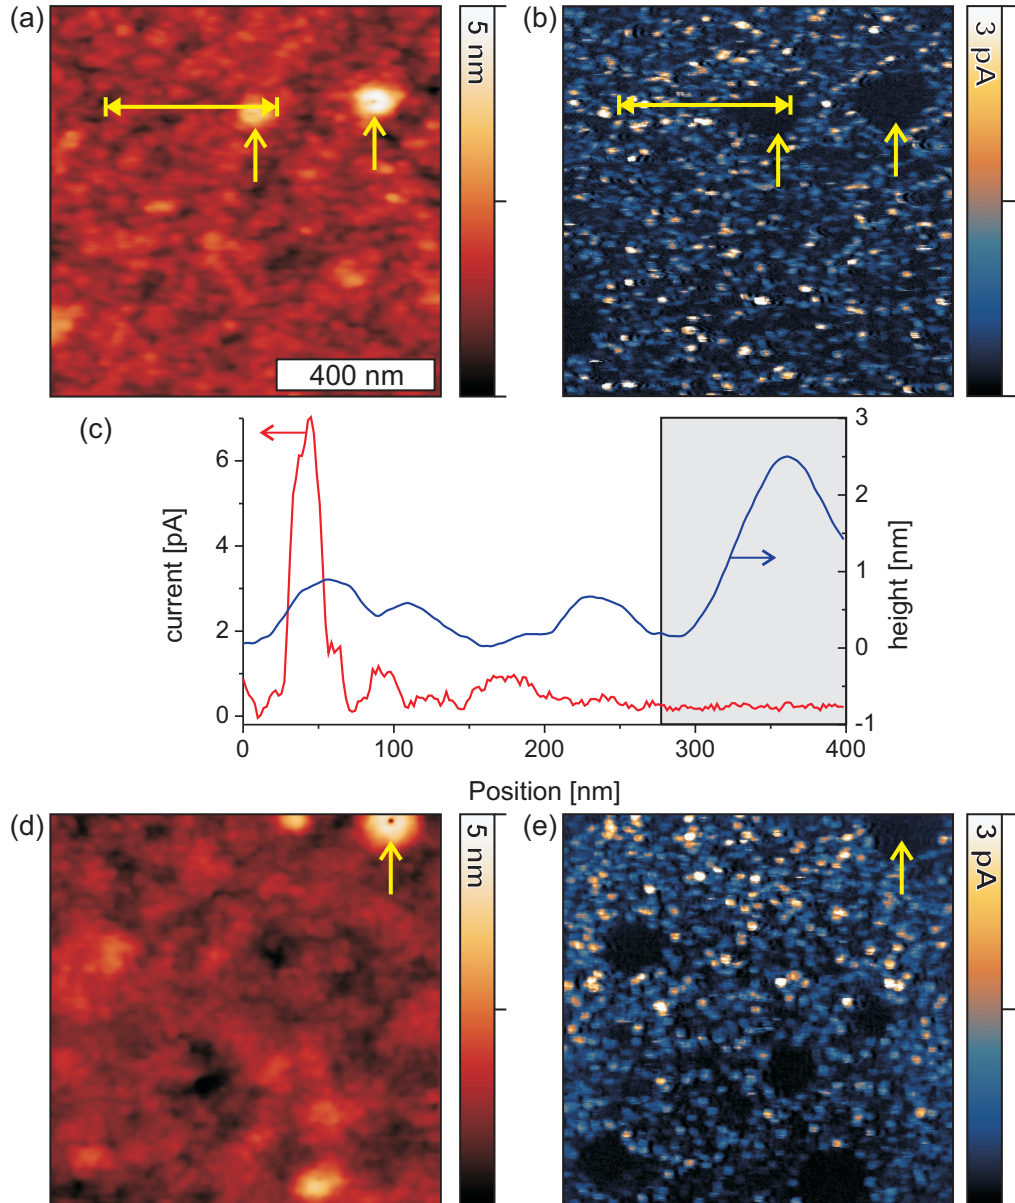 (a)
5 nm
(b)
3 pA
400 nm
(c)
6
4
2
0
current [pA]
3
2
1
0
-1
height [nm]
0
100
200
300
400
Position [nm]
(d)
5 nm
(e)
3 pA